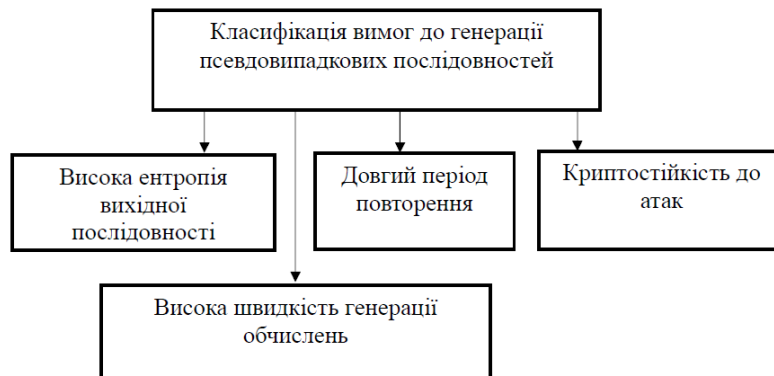 Класифікація вимог до генерації
псевдовипадкових послідовностей
Висока ентропія
вихідної
послідовності
Довгий період
повторення
Криптостійкість до
атак
Висока швидкість генерації
обчислень